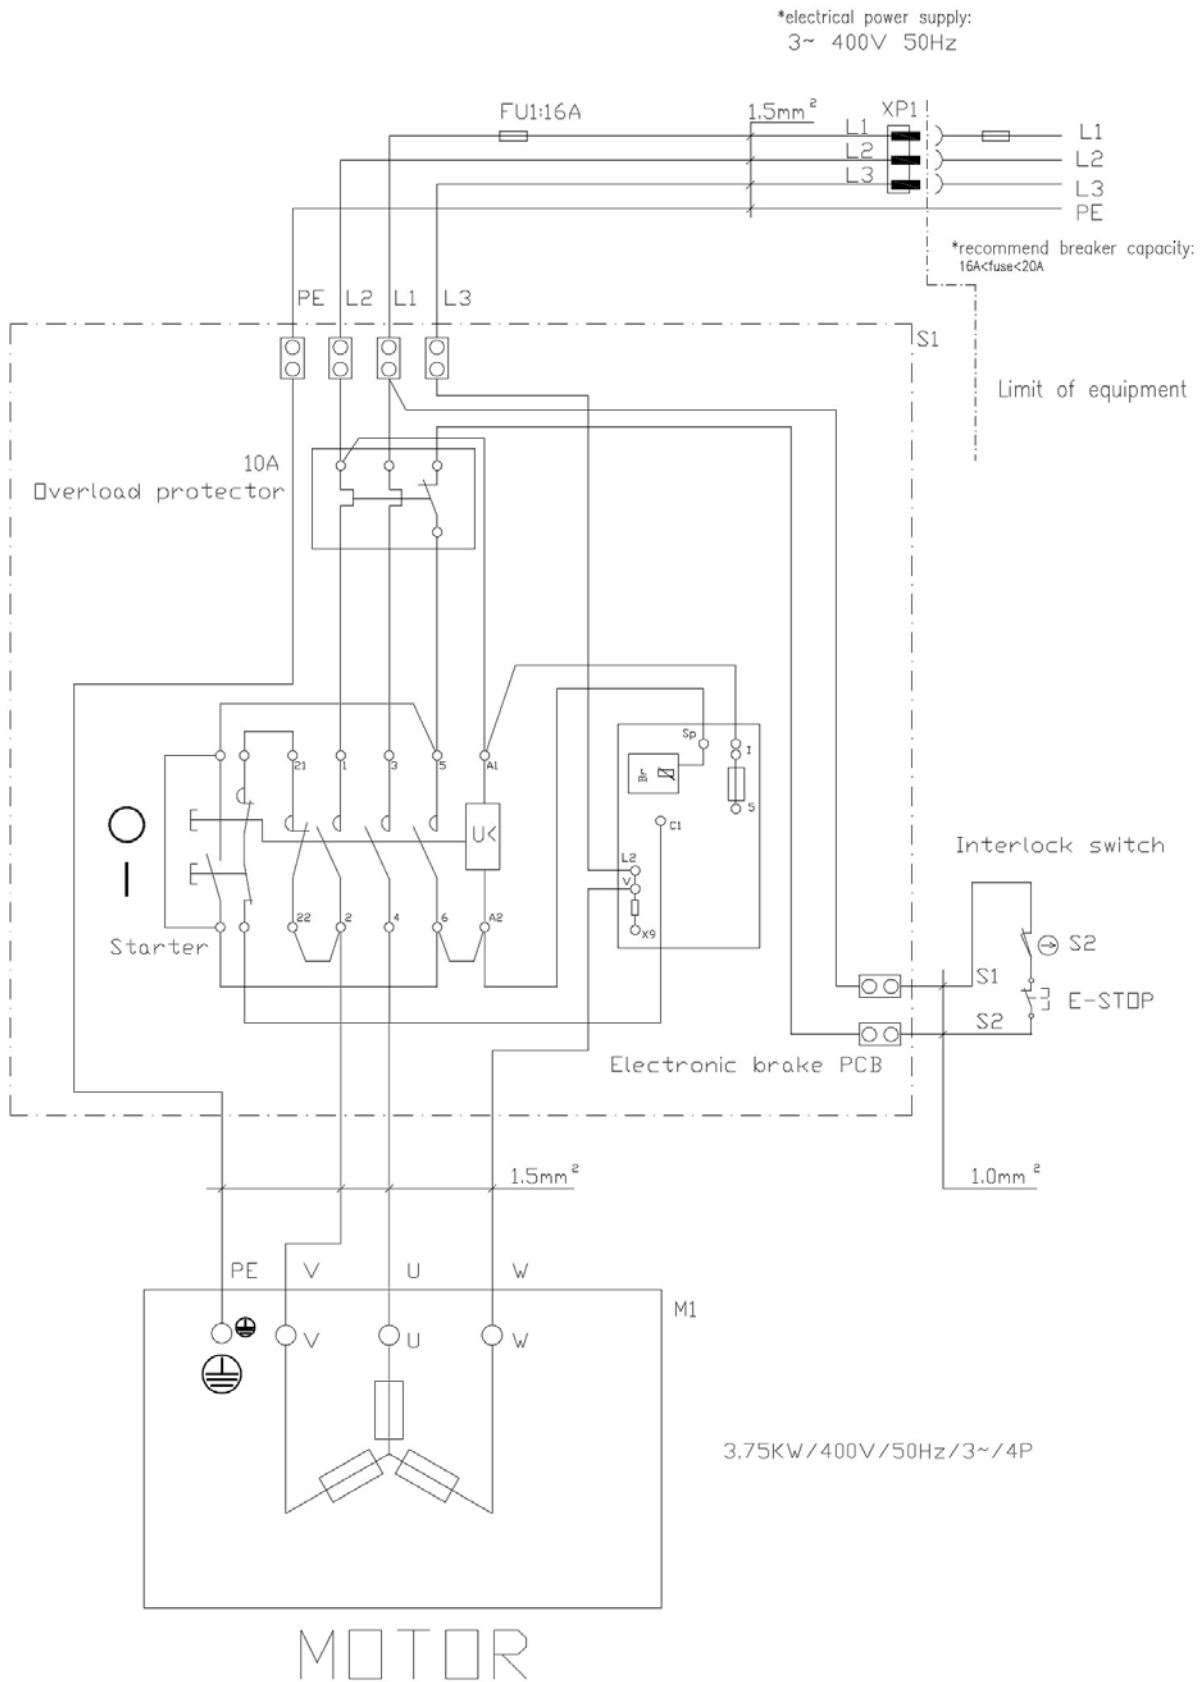 *electrical power supply:
3~ 400V 50Hz
FU1:16A
1.5mm²
XP1
L1
L1
L2
L2
L3
L3
PE
*recommend breaker capacity:
16A<fuse<20A
PE L2 L1 L3
S1
Limit of equipment
10A
Overload protector
Sp
I
21 1 3 5 A1
5
C1
U<
L2
V
Interlock switch
22 2 4 6 A2
X9
Starter
S2
S1
E-STOP
S2
Electronic brake PCB
1.5mm²
1.0mm²
PE V U W
M1
V U W
3.75KW/400V/50Hz/3~/4P
MOTOR